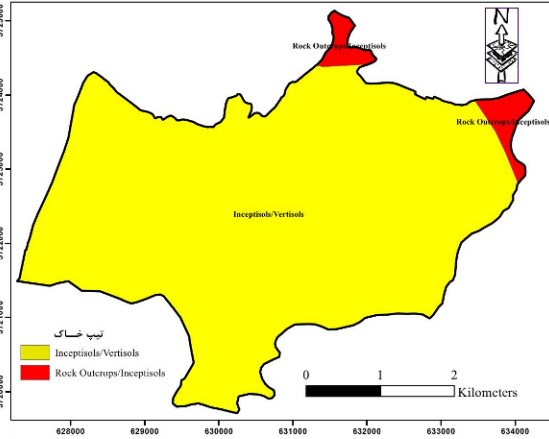 N
Rock Outcrops/Inceptisols
Rock Outcrops/Inceptisols
Inceptisols/Vertisols
تیپ خاک
Inceptisols/Vertisols
Rock Outcrops/Inceptisols
0 1 2
Kilometers
628000 629000 630000 631000 632000 633000 634000